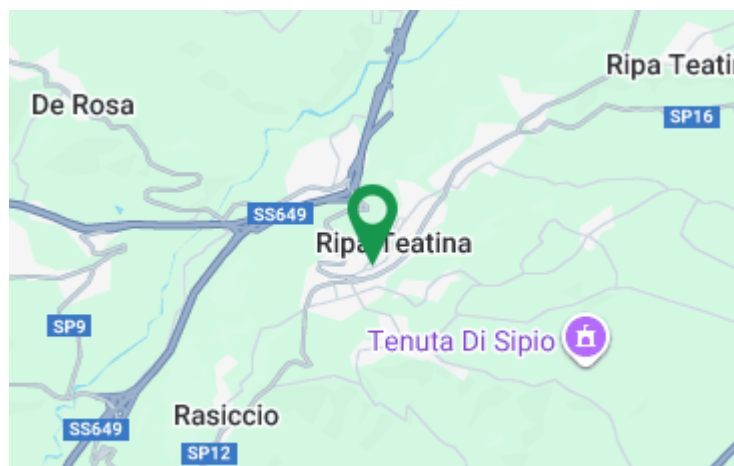 Ripa Teati
De Rosa
SP16
SS649
Ripa Teatina
SP9
Tenuta Di Sipio
Rasiccio
SS649
SP12